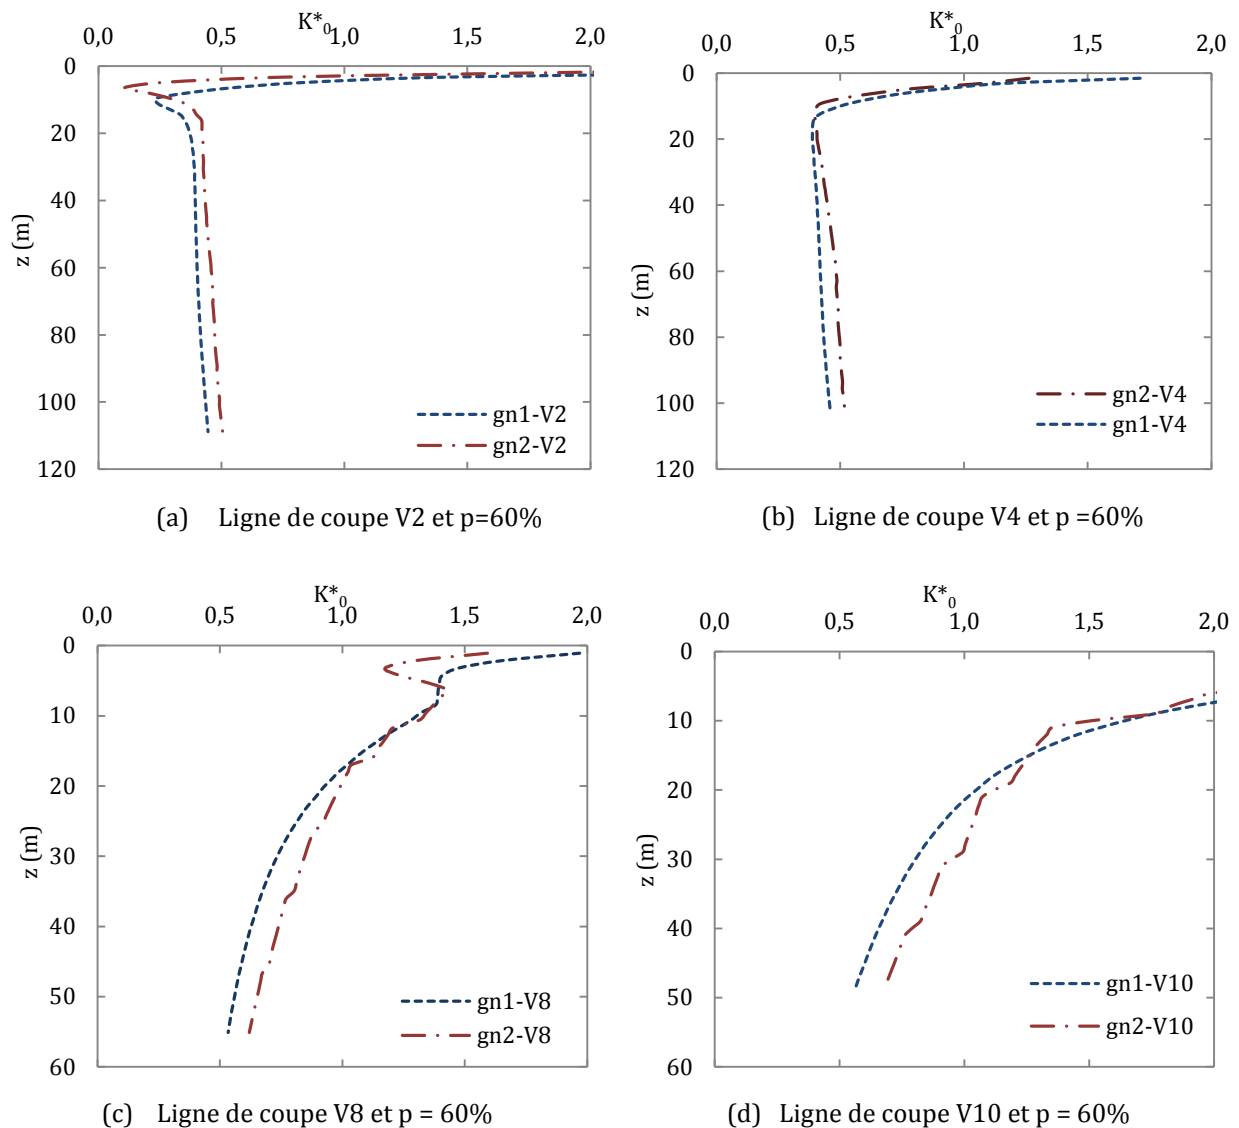 K*0
0,0 0,5 1,0 1,5 2,0
0
20
40
60
80
100
120
z (m)
gn1-V2
gn2-V2
(a) Ligne de coupe V2 et p=60%
K*0
0,0 0,5 1,0 1,5 2,0
0
20
40
60
80
100
120
z (m)
gn2-V4
gn1-V4
(b) Ligne de coupe V4 et p =60%
K*0
0,0 0,5 1,0 1,5 2,0
0
10
20
30
40
50
60
z (m)
gn1-V8
gn2-V8
(c) Ligne de coupe V8 et p = 60%
K*0
0,0 0,5 1,0 1,5 2,0
0
10
20
30
40
50
60
z (m)
gn1-V10
gn2-V10
(d) Ligne de coupe V10 et p = 60%